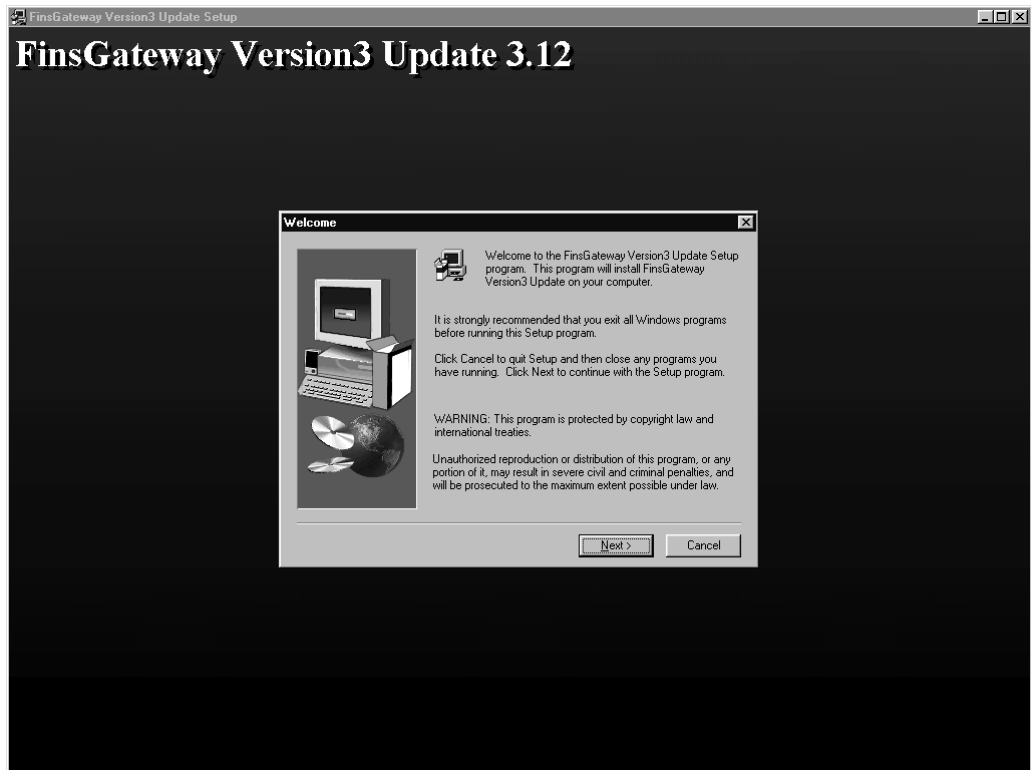 FinsGateway Version3 Update Setup
FinsGateway Version3 Update 3.12
Welcome
Welcome to the FinsGateway Version3 Update Setup
program. This program will install FinsGateway
Version3 Update on your computer.
It is strongly recommended that you exit all Windows programs
before running this Setup program.
Click Cancel to quit Setup and then close any programs you
have running. Click Next to continue with the Setup program.
WARNING: This program is protected by copyright law and
international treaties.
Unauthorized reproduction or distribution of this program, or any
portion of it, may result in severe civil and criminal penalties, and
will be prosecuted to the maximum extent possible under law.
Next >
Cancel